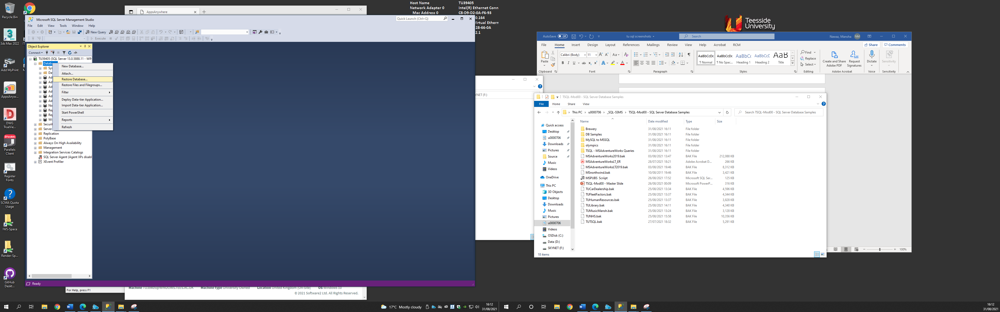 Recycle Bin
3ds Max 2022
Add MyPrint
AppsAnyw...
DWG
TrueVie...
Parallels
Client
Register
Fonts
SCMA Quota
Usage
IWS-Space
Render-Sp...
GitHub
Deskt...
AppsAnywhere
Microsoft SQL Server Management Studio
Quick Launch (Ctrl+Q)
File Edit View Tools Window Help
New Query
Execute
Object Explorer
Connect
TU39405 (SQL Server 13.0.5888.11 - WIN
Databa
Sys
Da
Ad
Ad
Ad
Ad
Ad
Ad
No
Rep
Rep
Wi
Securit
Server
Replication
PolyBase
Always On High Availability
Management
Integration Services Catalogs
SQL Server Agent (Agent XPs disabl
XEvent Profiler
New Database...
Attach...
Restore Database...
Restore Files and Filegroups...
Filter
Deploy Data-tier Application...
Import Data-tier Application...
Start PowerShell
Reports
Refresh
Ready
For Help, press F1
Machine TU39405@WINDOWS.TEES.AC.UK Machine type University Owned Location United Kingdom (On-Site) OS Windows 10
© 2021 Software2 Ltd. All Rights Reserved.
Host Name TU39405
Network Adapter 0 Intel(R) Ethernet Conn
Mac Address 0 C8-D9-D2-0A-F6-93
0.164
Virtual Ethern
28-66-0A
2.1
YNET (F:)
Teesside
University
AutoSave Off tu sql screenshots Search Nawaz, Mansha NM
File Home Insert Design Layout References Mailings Review View Help Acrobat RCM Share Comments
Paste
Clipboard
Calibri (Body) 11
Font
Paragraph
AaBbCcDc AaBbCcDc AaBbCc AaBbCcC AaB
¶ Normal ¶ No Spac... Heading 1 Heading 2 Title
Styles
Find
Replace
Select
Editing
Create and Share
Adobe PDF
Request
Signatures
Adobe Acrobat
Dictate
Voice
Sensitivity
Sensitivity
100%
TSQL-Mod00 - SQL Server Database Samples
File Home Share View
This PC u0000706 _SQL-SSMS TSQL-Mod00 - SQL Server Database Samples
Search TSQL-Mod00 - SQL Server Database Samples
Quick access
Desktop
u0000706
Downloads
Pictures
Source
Music
Videos
OneDrive
This PC
3D Objects
Desktop
Downloads
Music
Pictures
u0000706
Videos
OSDisk (C:)
Data (D:)
SKYNET (F:)
Name Date modified Type Size
Brewery 31/08/2021 16:11 File folder
DB Samples 31/08/2021 16:11 File folder
MySQL to MSSQL 31/08/2021 16:11 File folder
olympics 31/08/2021 16:11 File folder
TSQL - MSAdventureWorks Queries 31/08/2021 16:11 File folder
MSAdventureWorks2019.bak 03/08/2021 13:47 BAK File 212,088 KB
MSAdventureWorksLT_ER 28/07/2021 18:21 Adobe Acrobat D... 266 KB
MSAdventureWorksLT2019.bak 03/08/2021 19:46 BAK File 8,312 KB
MSnorthwind.bak 10/08/2011 19:46 BAK File 3,421 KB
MSPUBS Scriipt 26/08/2021 17:52 Microsoft SQL Ser... 125 KB
TSQL-Mod00 - Master Slide 26/08/2021 00:09 Microsoft PowerP... 316 KB
TUCarDealership.bak 25/08/2021 13:34 BAK File 4,596 KB
TUFleetFactors.bak 25/08/2021 13:37 BAK File 4,344 KB
TUHumanResources.bak 25/08/2021 13:37 BAK File 3,828 KB
TULibrary.bak 25/08/2021 14:11 BAK File 4,340 KB
TUMusicMansh.bak 25/08/2021 13:24 BAK File 3,128 KB
TUNHS.bak 25/08/2021 15:58 BAK File 10,356 KB
TUTSQL.bak 27/07/2021 18:32 BAK File 5,291 KB
18 items
17°C Mostly cloudy
16:12
31/08/2021
16:12
31/08/2021